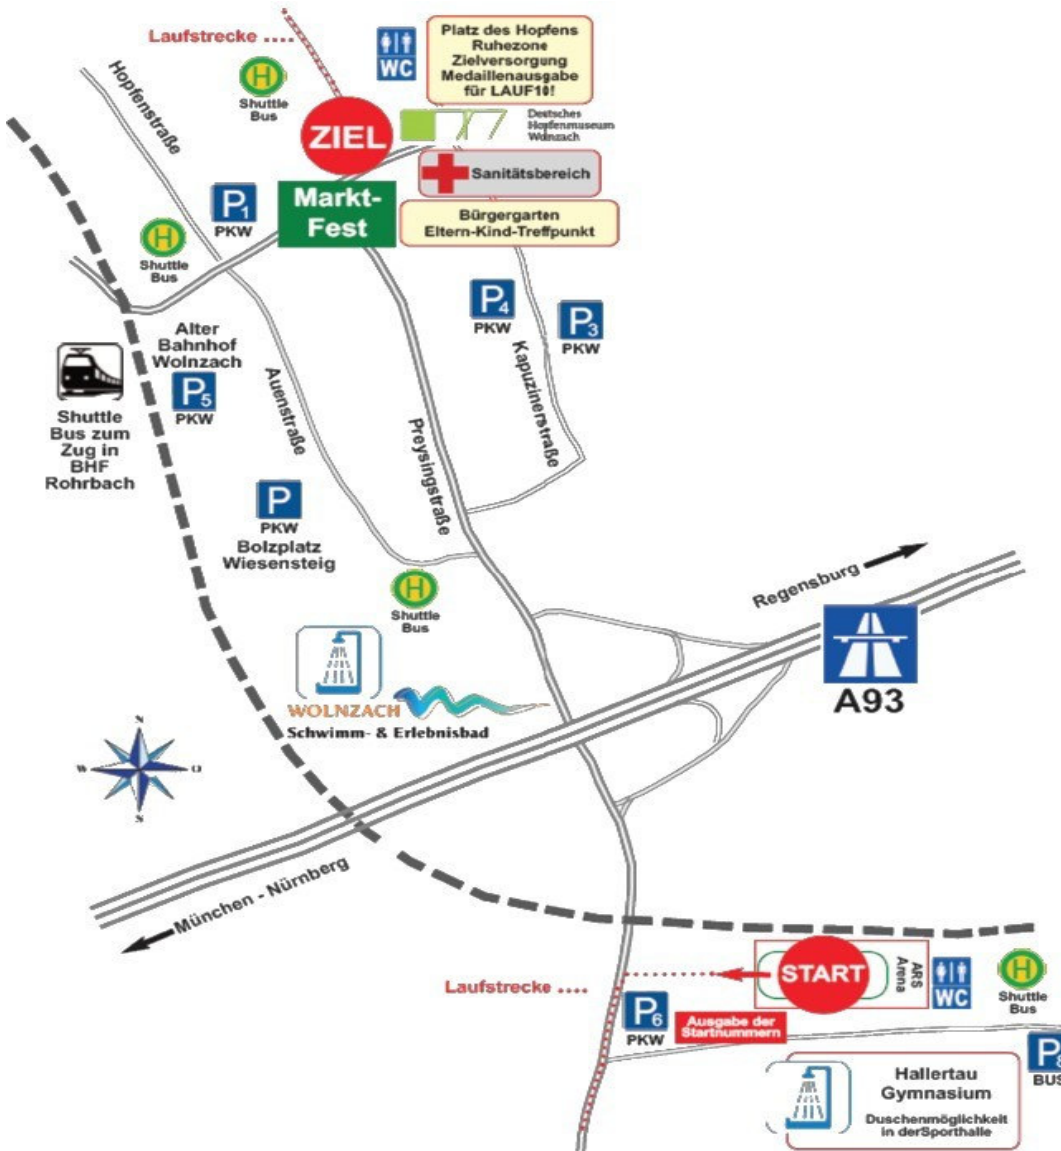 Laufstrecke ....
H
Shuttle
Bus
WC
Platz des Hopfens
Ruhezone
Zielversorgung
Medaillenausgabe
für LAUF10!
Hopfenstraße
ZIEL
Deutsches
Hopfenmuseum
Wolnzach
Sanitätsbereich
P1
PKW
Markt-
Fest
Bürgergarten
Eltern-Kind-Treffpunkt
H
Shuttle
Bus
P4
PKW
P3
PKW
Alter
Bahnhof
Wolnzach
P5
PKW
Shuttle
Bus zum
Zug in
BHF
Rohrbach
Auenstraße
Preysingstraße
Kapuzinerstraße
P
PKW
Bolzplatz
Wiesensteig
H
Shuttle
Bus
Regensburg
A93
WOLNZACH
Schwimm- & Erlebnisbad
N
W
O
S
München - Nürnberg
Laufstrecke ....
START
ARS
Arena
WC
H
Shuttle
Bus
P6
PKW
Ausgabe der
Startnummern
P8
BUS
Hallertau
Gymnasium
Duschenmöglichkeit
in derSporthalle